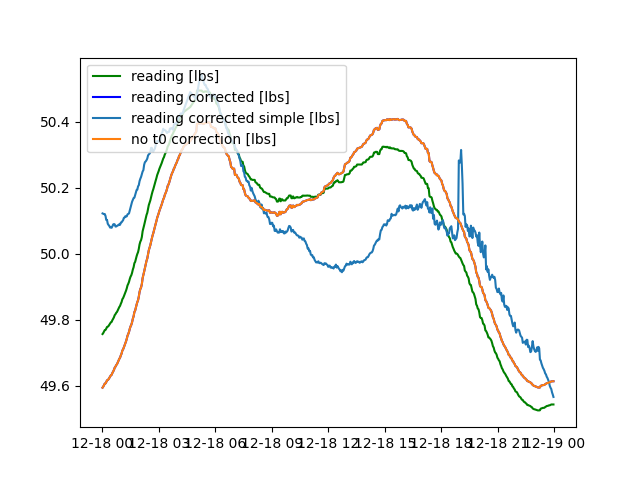 reading [lbs]
reading corrected [lbs]
reading corrected simple [lbs]
no t0 correction [lbs]
50.4
50.2
50.0
49.8
49.6
12-18 00 12-18 03 12-18 06 12-18 09 12-18 12 12-18 15 12-18 18 12-18 21 12-19 00